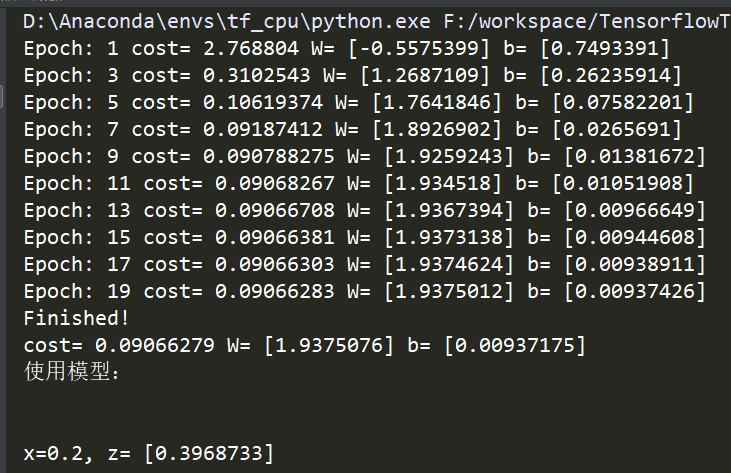 D:\Anaconda\envs\tf_cpu\python.exe F:/workspace/TensorflowT
Epoch: 1 cost= 2.768804 W= [-0.5575399] b= [0.7493391]
Epoch: 3 cost= 0.3102543 W= [1.2687109] b= [0.26235914]
Epoch: 5 cost= 0.10619374 W= [1.7641846] b= [0.07582201]
Epoch: 7 cost= 0.09187412 W= [1.8926902] b= [0.0265691]
Epoch: 9 cost= 0.090788275 W= [1.9259243] b= [0.01381672]
Epoch: 11 cost= 0.09068267 W= [1.934518] b= [0.01051908]
Epoch: 13 cost= 0.09066708 W= [1.9367394] b= [0.00966649]
Epoch: 15 cost= 0.09066381 W= [1.9373138] b= [0.00944608]
Epoch: 17 cost= 0.09066303 W= [1.9374624] b= [0.00938911]
Epoch: 19 cost= 0.09066283 W= [1.9375012] b= [0.00937426]
Finished!
cost= 0.09066279 W= [1.9375076] b= [0.00937175]
使用模型：
x=0.2, z= [0.3968733]